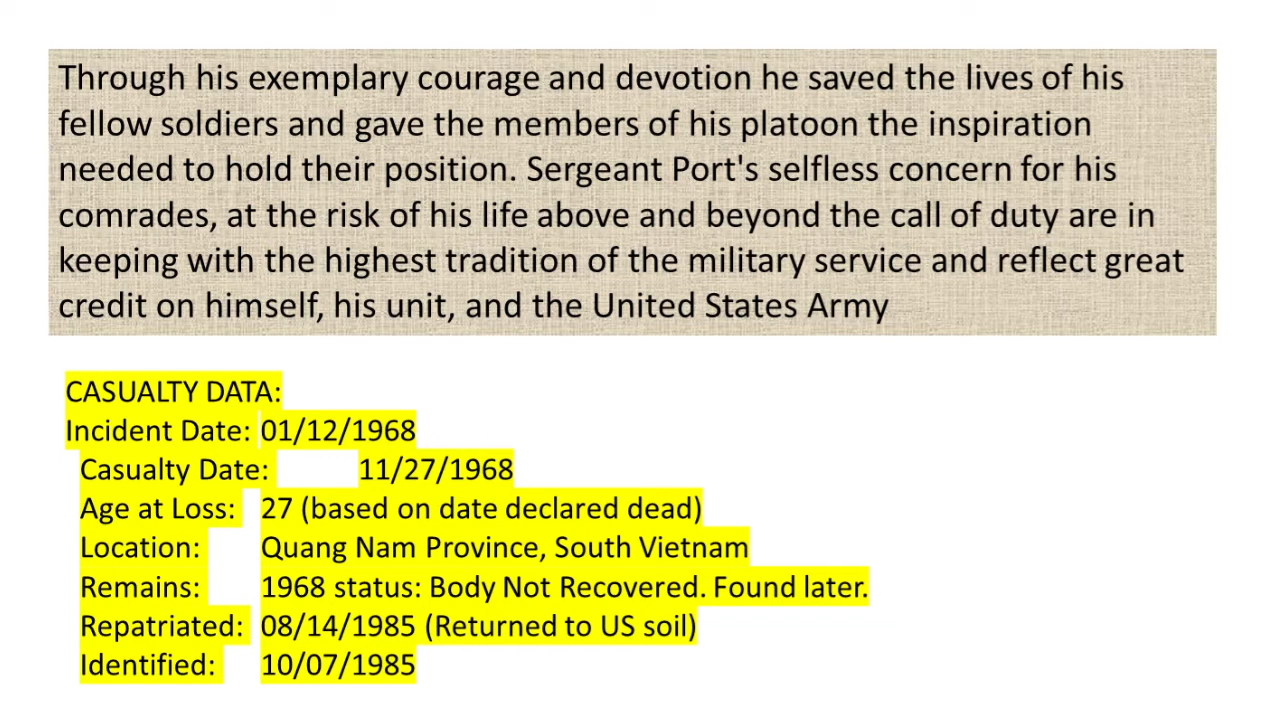 Through his exemplary courage and devotion he saved the lives of his
fellow soldiers and gave the members of his platoon the inspiration
needed to hold their position. Sergeant Port's selfless concern for his
comrades, at the risk of his life above and beyond the call of duty are in
keeping with the highest tradition of the military service and reflect great
credit on himself, his unit, and the United States Army
CASUALTY DATA:
Incident Date: 01/12/1968
Casualty Date: 11/27/1968
Age at Loss: 27 (based on date declared dead)
Location: Quang Nam Province, South Vietnam
Remains: 1968 status: Body Not Recovered. Found later.
Repatriated: 08/14/1985 (Returned to US soil)
Identified: 10/07/1985